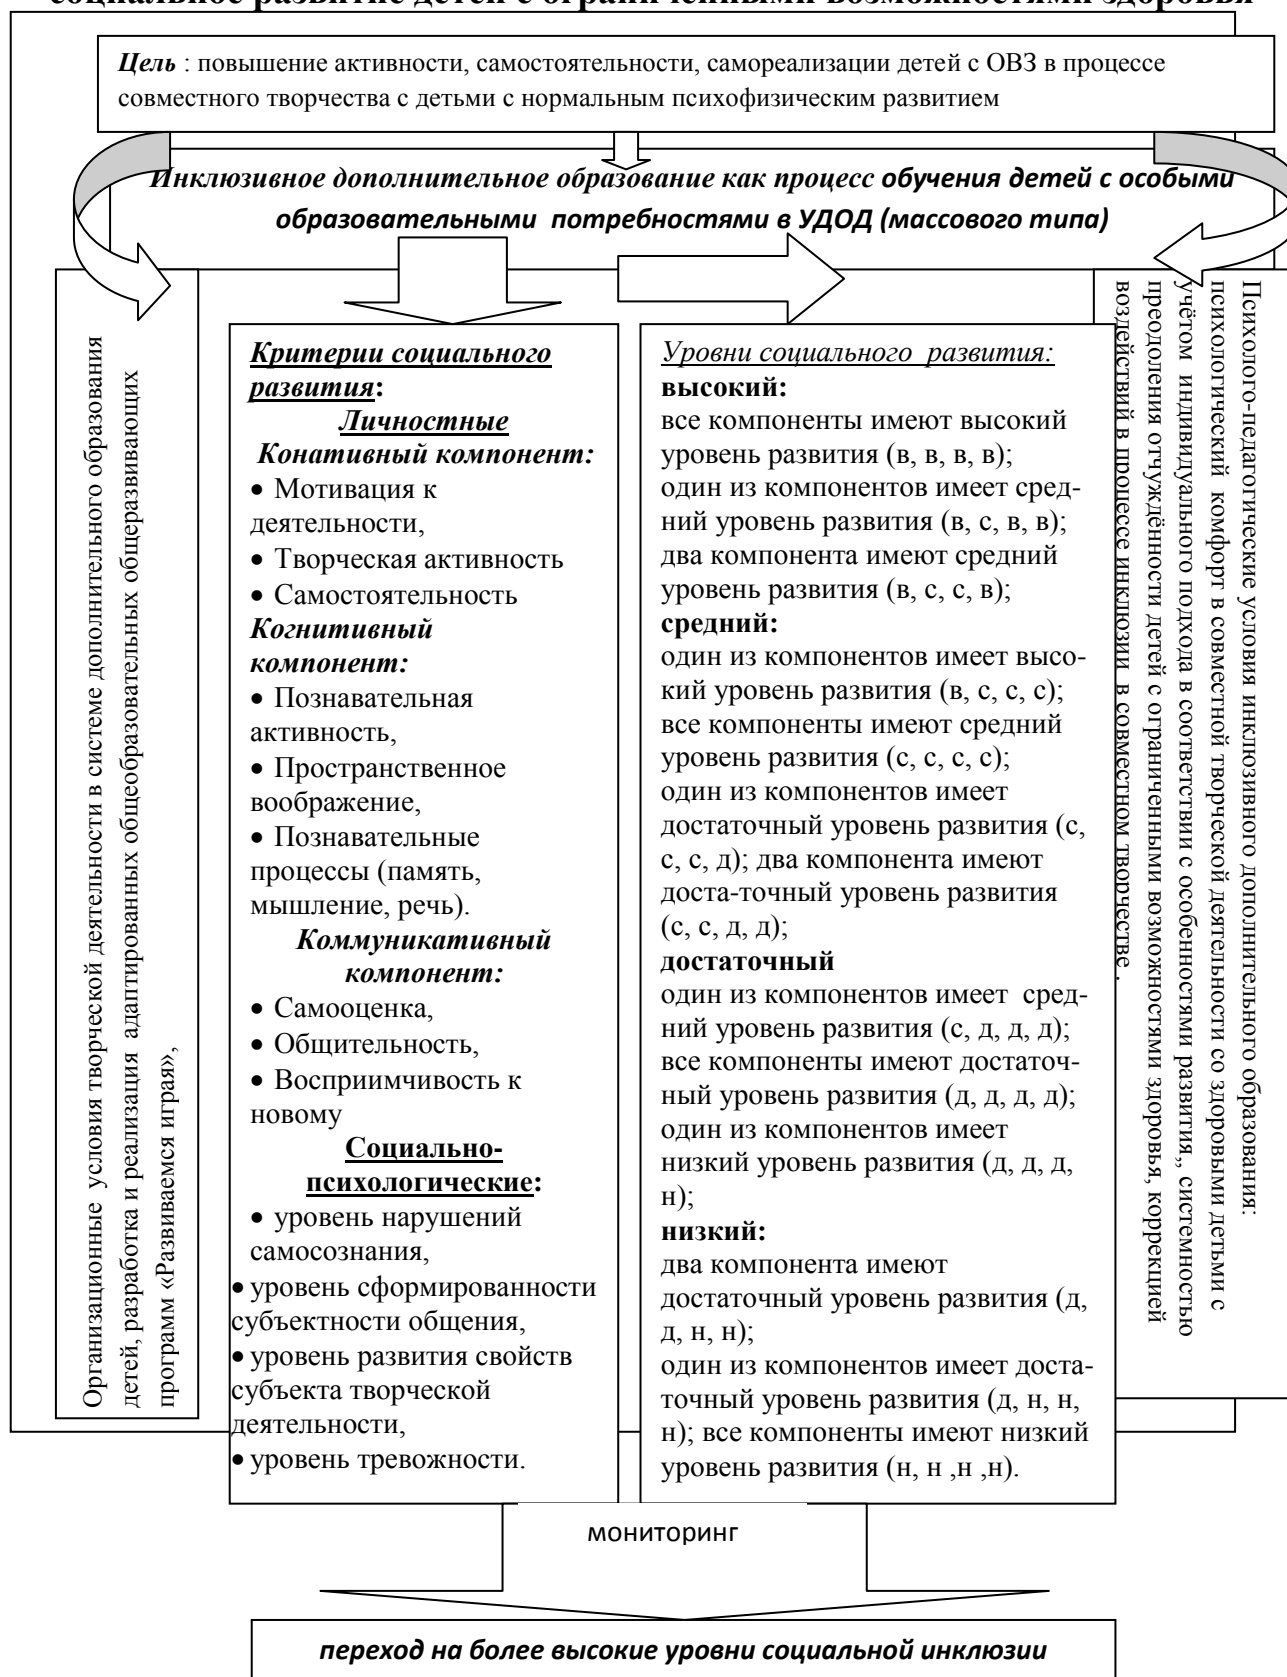 социальное развитие детей с ограниченными возможностями здоровья
Цель : повышение активности, самостоятельности, самореализации детей с ОВЗ в процессе
совместного творчества с детьми с нормальным психофизическим развитием
Инклюзивное дополнительное образование как процесс обучения детей с особыми
образовательными потребностями в УДОД (массового типа)
Организационные условия творческой деятельности в системе дополнительного образования
детей, разработка и реализация адаптированных общеобразовательных общеразвивающих
программ «Развиваемся играя»,
Критерии социального
развития:
Личностные
Конативный компонент:
• Мотивация к
деятельности,
• Творческая активность
• Самостоятельность
Когнитивный
компонент:
• Познавательная
активность,
• Пространственное
воображение,
• Познавательные
процессы (память,
мышление, речь).
Коммуникативный
компонент:
• Самооценка,
• Общительность,
• Восприимчивость к
новому
Социально-
психологические:
• уровень нарушений
самосознания,
• уровень сформированности
субъектности общения,
• уровень развития свойств
субъекта творческой
деятельности,
• уровень тревожности.
Уровни социального развития:
высокий:
все компоненты имеют высокий
уровень развития (в, в, в, в);
один из компонентов имеет сред-
ний уровень развития (в, с, в, в);
два компонента имеют средний
уровень развития (в, с, с, в);
средний:
один из компонентов имеет высо-
кий уровень развития (в, с, с, с);
все компоненты имеют средний
уровень развития (с, с, с, с);
один из компонентов имеет
достаточный уровень развития (с,
с, с, д); два компонента имеют
доста-точный уровень развития
(с, с, д, д);
достаточный
один из компонентов имеет сред-
ний уровень развития (с, д, д, д);
все компоненты имеют достаточ-
ный уровень развития (д, д, д, д);
один из компонентов имеет
низкий уровень развития (д, д, д,
н);
низкий:
два компонента имеют
достаточный уровень развития (д,
д, н, н);
один из компонентов имеет доста-
точный уровень развития (д, н, н,
н); все компоненты имеют низкий
уровень развития (н, н ,н ,н).
Психолого-педагогические условия инклюзивного дополнительного образования:
психологический комфорт в совместной творческой деятельности со здоровыми детьми с
учётом индивидуального подхода в соответствии с особенностями развития,, системностью
преодоления отчуждённости детей с ограниченными возможностями здоровья, коррекцией
воздействий в процессе инклюзии в совместном творчестве .
мониторинг
переход на более высокие уровни социальной инклюзии